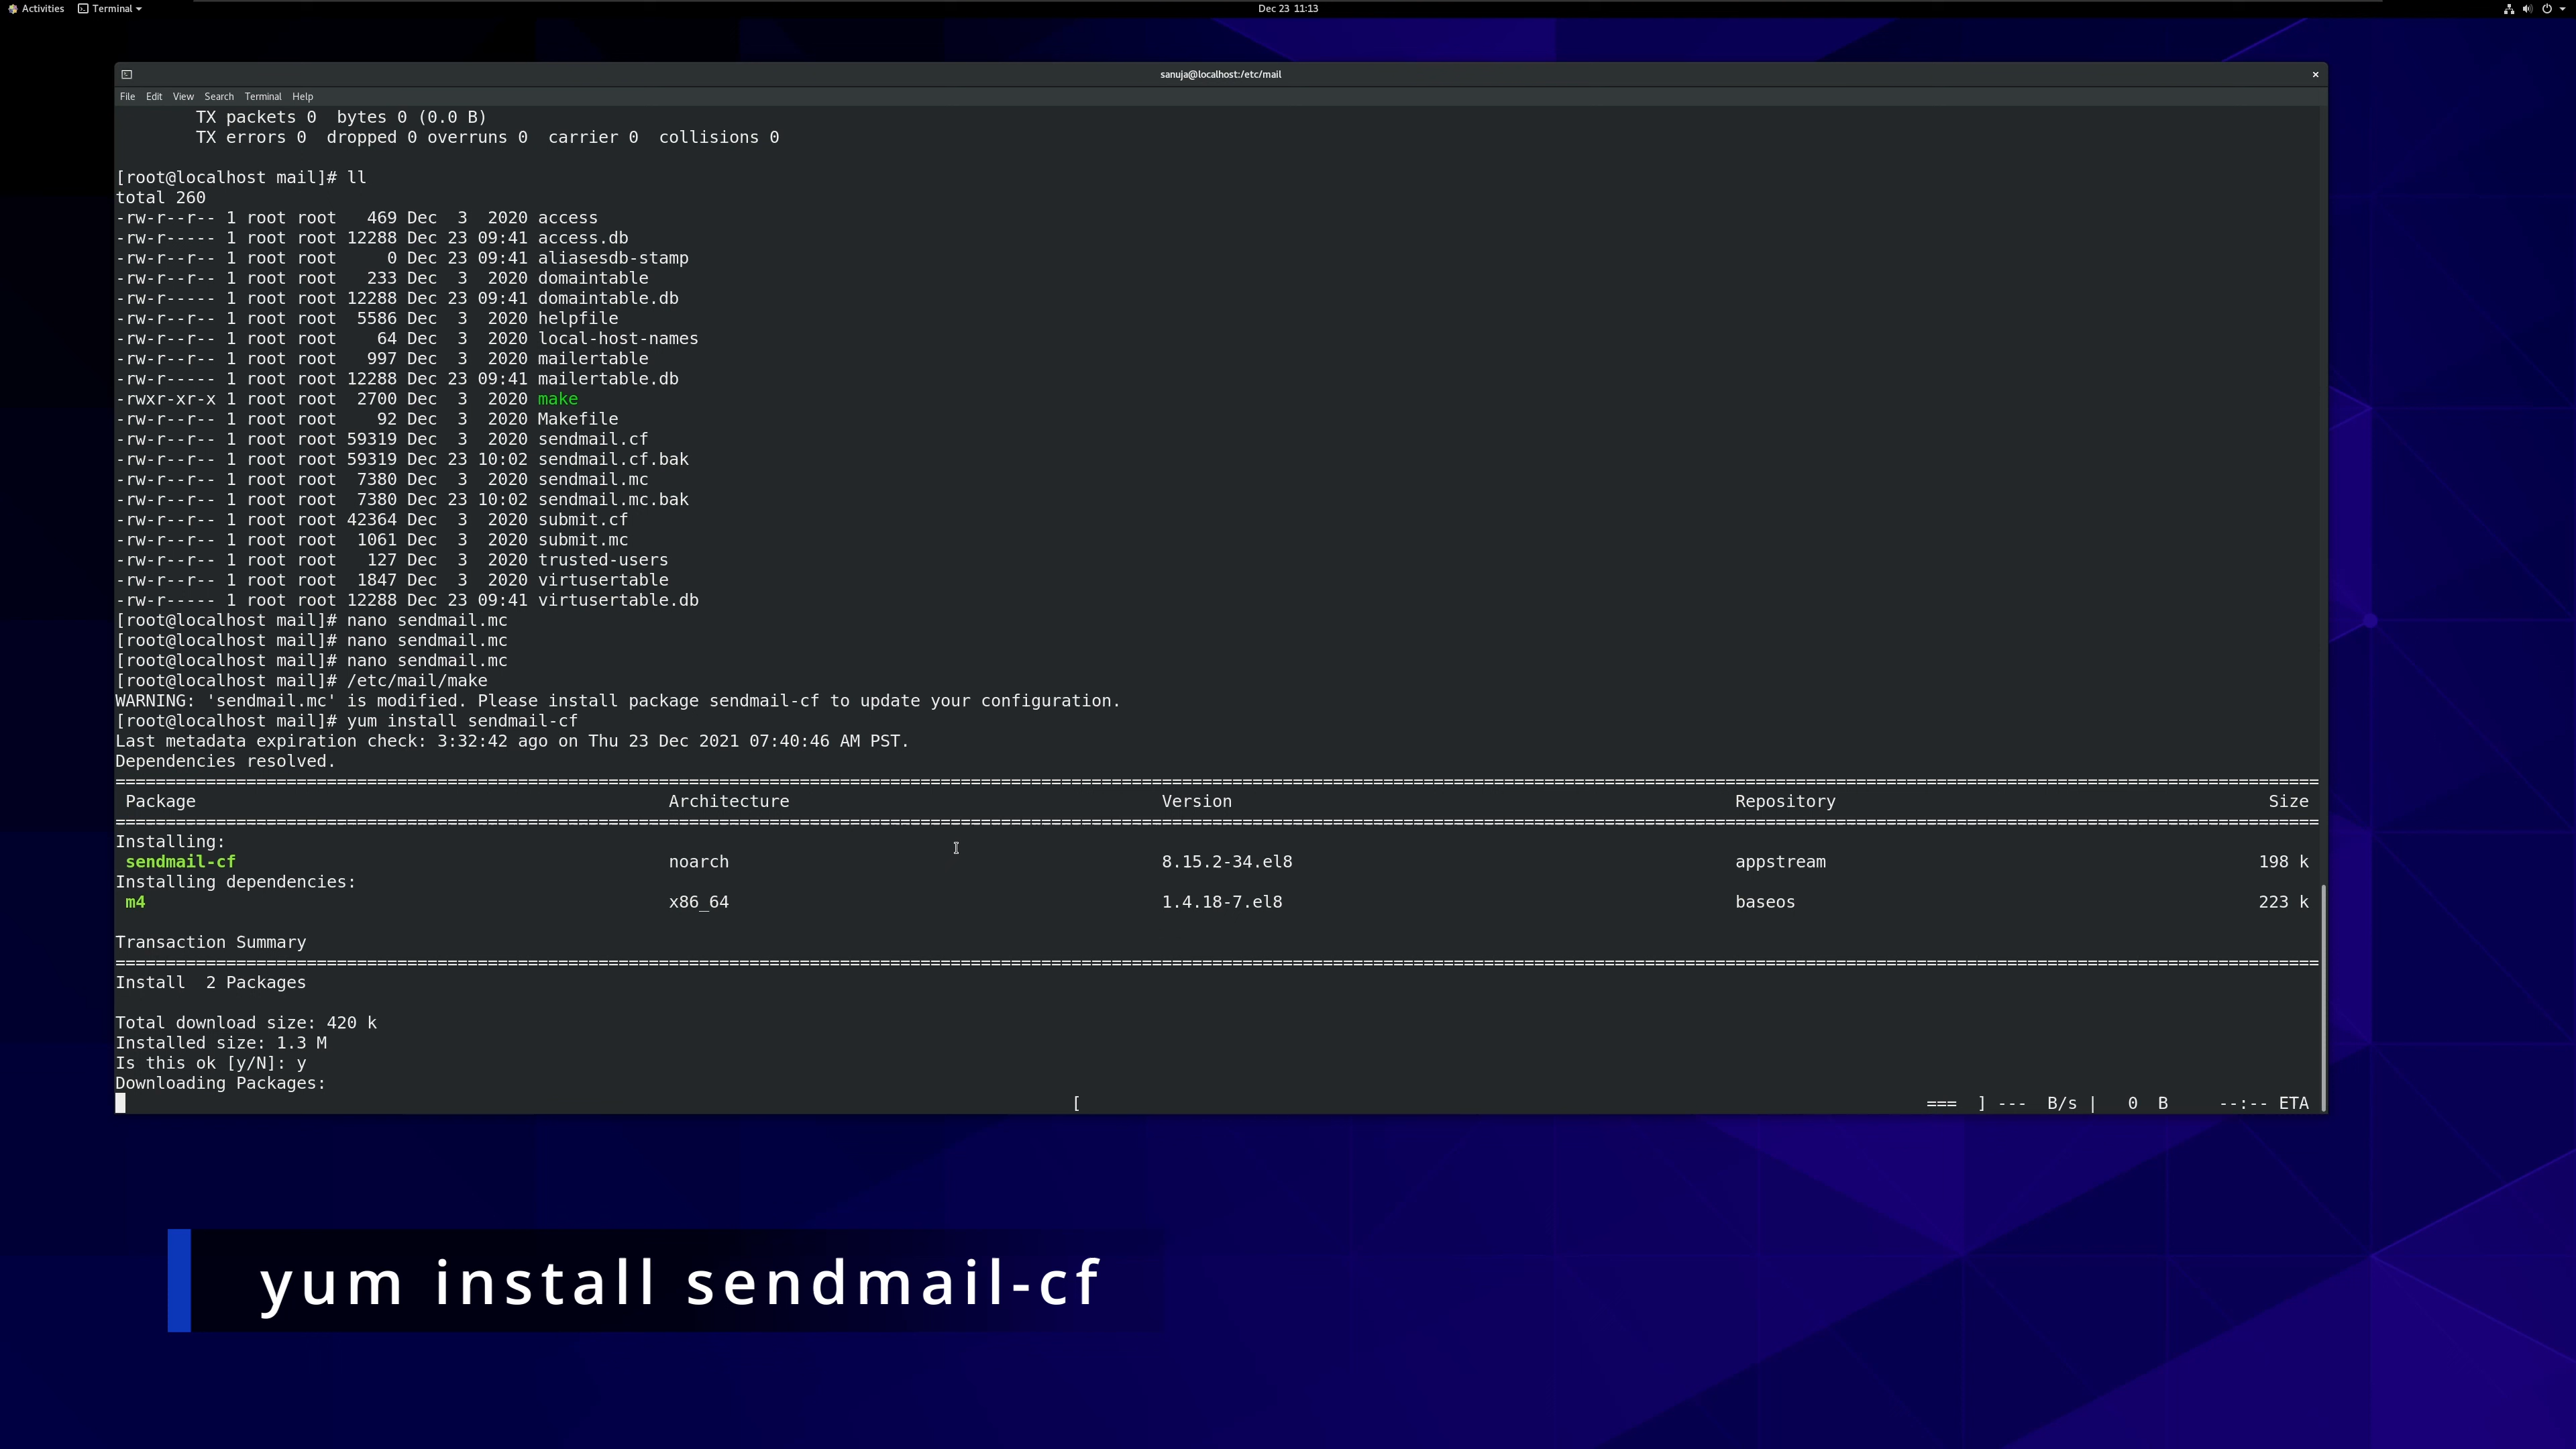 Activities Terminal Dec 23 11:13
sanuja@localhost:/etc/mail
File Edit View Search Terminal Help
TX packets 0  bytes 0 (0.0 B)
TX errors 0  dropped 0 overruns 0  carrier 0  collisions 0
[root@localhost mail]# ll
total 260
-rw-r--r-- 1 root root   469 Dec  3  2020 access
-rw-r----- 1 root root 12288 Dec 23 09:41 access.db
-rw-r--r-- 1 root root     0 Dec 23 09:41 aliasesdb-stamp
-rw-r--r-- 1 root root   233 Dec  3  2020 domaintable
-rw-r----- 1 root root 12288 Dec 23 09:41 domaintable.db
-rw-r--r-- 1 root root  5586 Dec  3  2020 helpfile
-rw-r--r-- 1 root root    64 Dec  3  2020 local-host-names
-rw-r--r-- 1 root root   997 Dec  3  2020 mailertable
-rw-r----- 1 root root 12288 Dec 23 09:41 mailertable.db
-rwxr-xr-x 1 root root  2700 Dec  3  2020 make
-rw-r--r-- 1 root root    92 Dec  3  2020 Makefile
-rw-r--r-- 1 root root 59319 Dec  3  2020 sendmail.cf
-rw-r--r-- 1 root root 59319 Dec 23 10:02 sendmail.cf.bak
-rw-r--r-- 1 root root  7380 Dec  3  2020 sendmail.mc
-rw-r--r-- 1 root root  7380 Dec 23 10:02 sendmail.mc.bak
-rw-r--r-- 1 root root 42364 Dec  3  2020 submit.cf
-rw-r--r-- 1 root root  1061 Dec  3  2020 submit.mc
-rw-r--r-- 1 root root   127 Dec  3  2020 trusted-users
-rw-r--r-- 1 root root  1847 Dec  3  2020 virtusertable
-rw-r----- 1 root root 12288 Dec 23 09:41 virtusertable.db
[root@localhost mail]# nano sendmail.mc
[root@localhost mail]# nano sendmail.mc
[root@localhost mail]# nano sendmail.mc
[root@localhost mail]# /etc/mail/make
WARNING: 'sendmail.mc' is modified. Please install package sendmail-cf to update your configuration.
[root@localhost mail]# yum install sendmail-cf
Last metadata expiration check: 3:32:42 ago on Thu 23 Dec 2021 07:40:46 AM PST.
Dependencies resolved.
Package Architecture Version Repository Size
Installing:
sendmail-cf noarch 8.15.2-34.el8 appstream 198 k
Installing dependencies:
m4 x86_64 1.4.18-7.el8 baseos 223 k
Transaction Summary
Install  2 Packages
Total download size: 420 k
Installed size: 1.3 M
Is this ok [y/N]: y
Downloading Packages:
[ === ] --- B/s | 0 B --:-- ETA
yum install sendmail-cf